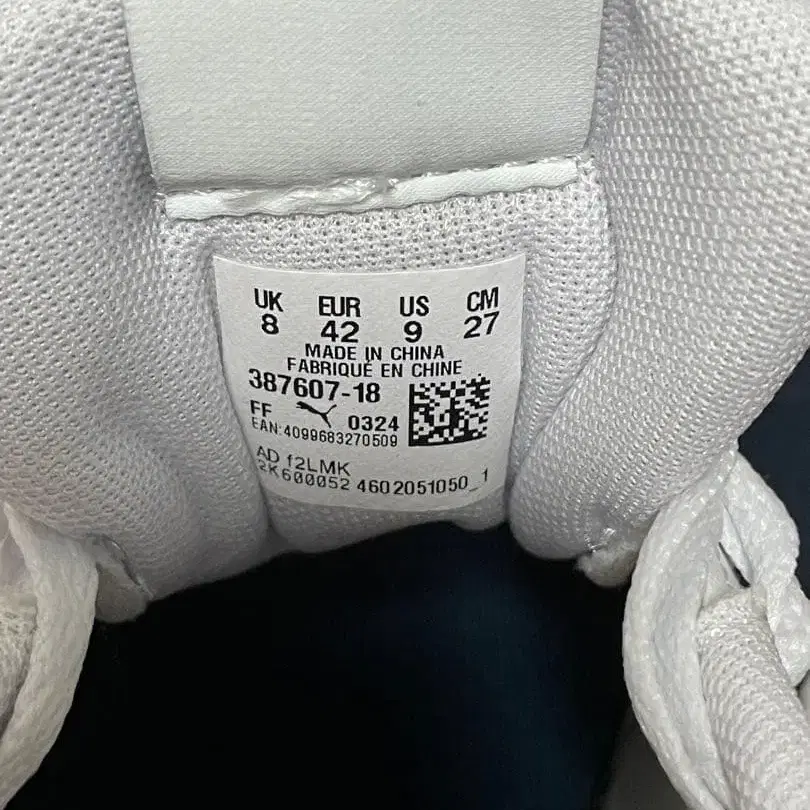 UK EUR US CM
8 42 9 27
MADE IN CHINA
FABRIQUÉ EN CHINE
387607-18
FF 0324
EAN:4099683270509
AD f2LMK
2K600052 4602051050_1